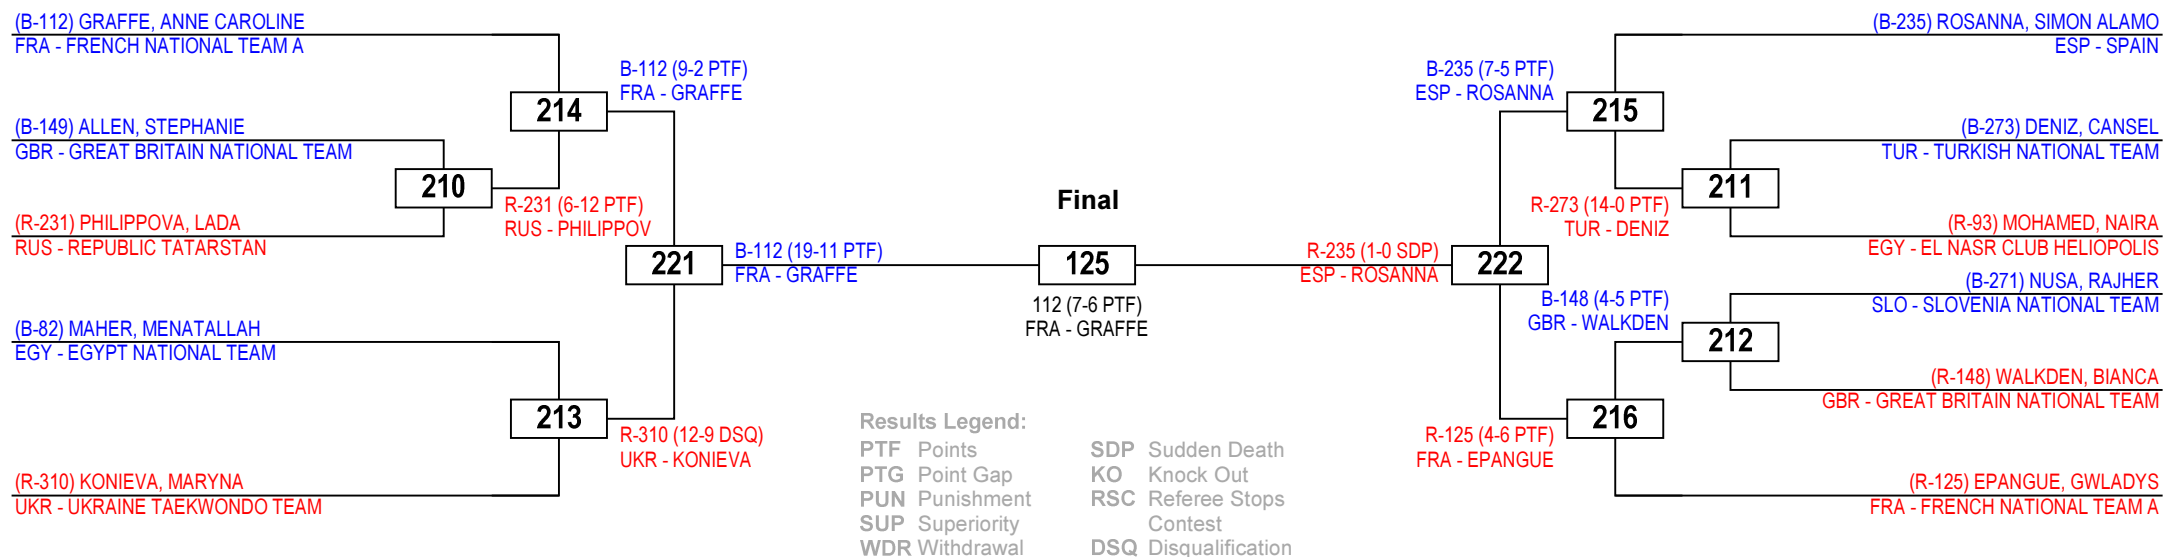 (B-112) GRAFFE, ANNE CAROLINE
FRA - FRENCH NATIONAL TEAM A
B-112 (9-2 PTF)
FRA - GRAFFE
214
(B-149) ALLEN, STEPHANIE
GBR - GREAT BRITAIN NATIONAL TEAM
210
R-231 (6-12 PTF)
RUS - PHILIPPOV
(R-231) PHILIPPOVA, LADA
RUS - REPUBLIC TATARSTAN
221
B-112 (19-11 PTF)
FRA - GRAFFE
(B-82) MAHER, MENATALLAH
EGY - EGYPT NATIONAL TEAM
213
R-310 (12-9 DSQ)
UKR - KONIEVA
(R-310) KONIEVA, MARYNA
UKR - UKRAINE TAEKWONDO TEAM
Final
125
112 (7-6 PTF)
FRA - GRAFFE
(B-235) ROSANNA, SIMON ALAMO
ESP - SPAIN
B-235 (7-5 PTF)
ESP - ROSANNA
215
(B-273) DENIZ, CANSEL
TUR - TURKISH NATIONAL TEAM
211
R-273 (14-0 PTF)
TUR - DENIZ
(R-93) MOHAMED, NAIRA
EGY - EL NASR CLUB HELIOPOLIS
R-235 (1-0 SDP)
ESP - ROSANNA
222
(B-271) NUSA, RAJHER
SLO - SLOVENIA NATIONAL TEAM
B-148 (4-5 PTF)
GBR - WALKDEN
212
(R-148) WALKDEN, BIANCA
GBR - GREAT BRITAIN NATIONAL TEAM
216
R-125 (4-6 PTF)
FRA - EPANGUE
(R-125) EPANGUE, GWLADYS
FRA - FRENCH NATIONAL TEAM A
Results Legend:
PTF Points
PTG Point Gap
PUN Punishment
SUP Superiority
WDR Withdrawal
SDP Sudden Death
KO Knock Out
RSC Referee Stops
Contest
DSQ Disqualification